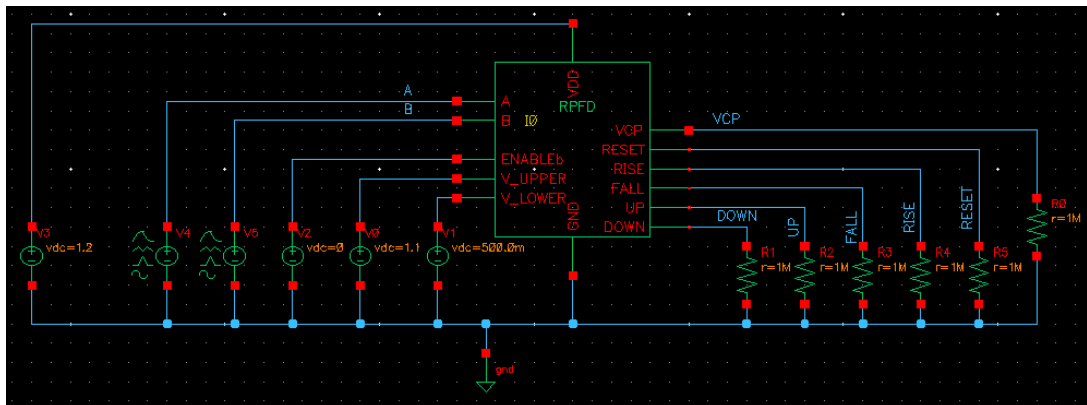 A
B
VDD
RPFD
A
B
I0
ENABLEb
V_UPPER
V_LOWER
GND
VCP
RESET
RISE
FALL
UP
DOWN
VCP
DOWN
UP
FALL
RISE
RESET
V3
vdc=1.2
V4
V5
V2
vdc=0
V0
vdc=1.1
V1
vdc=500.0m
R1
r=1M
R2
r=1M
R3
r=1M
R4
r=1M
R5
r=1M
R0
r=1M
gnd